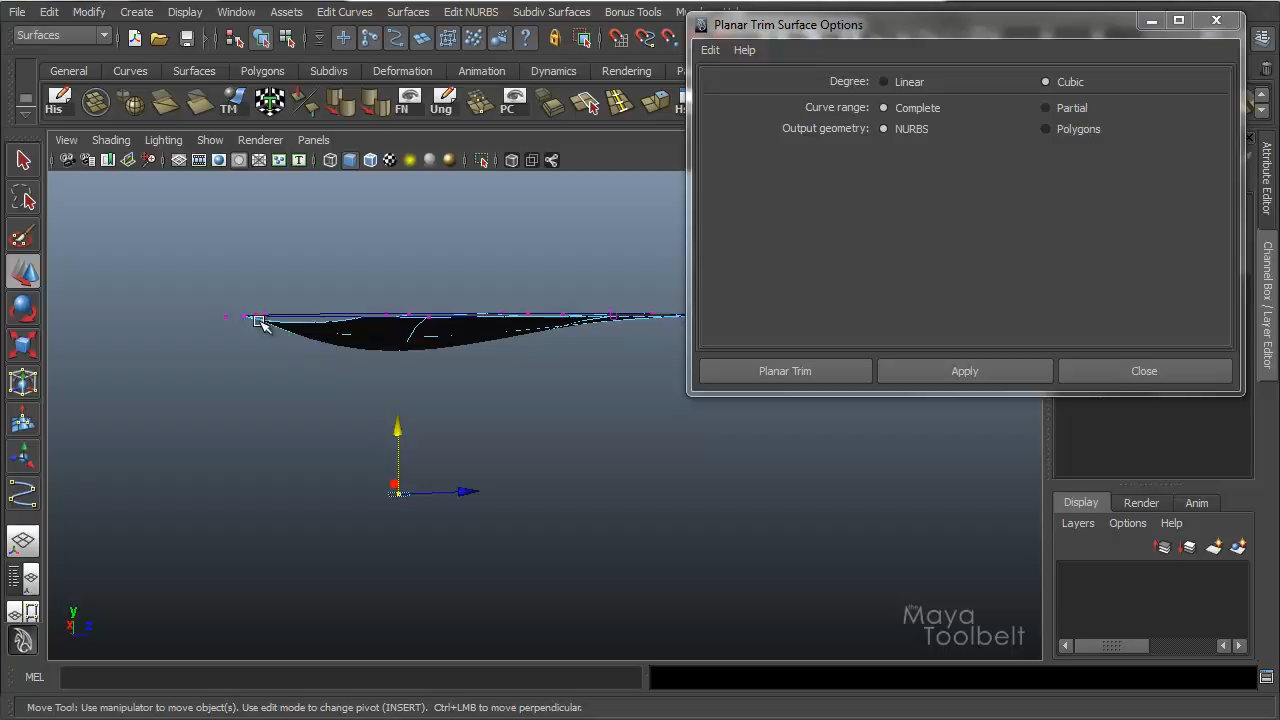 File Edit Modify Create Display Window Assets Edit Curves Surfaces Edit NURBS Subdiv Surfaces Bonus Tools
Planar Trim Surface Options
Surfaces
Edit Help
General Curves Surfaces Polygons Subdivs Deformation Animation Dynamics Rendering
Degree: Linear Cubic
His TM FN Ung PC
Curve range: Complete Partial
Output geometry: NURBS Polygons
View Shading Lighting Show Renderer Panels
Attribute Editor
Channel Box / Layer Editor
Planar Trim Apply Close
Display Render Anim
Layers Options Help
y
x z
the Maya Toolbelt
MEL
Move Tool: Use manipulator to move object(s). Use edit mode to change pivot (INSERT). Ctrl+LMB to move perpendicular.